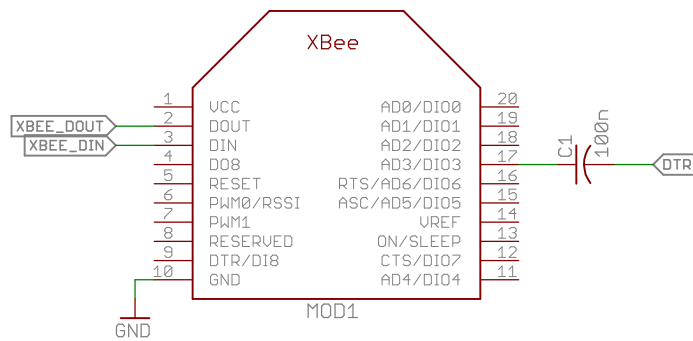 XBee
1 VCC AD0/DIO0 20
XBEE_DOUT 2 DOUT AD1/DIO1 19
XBEE_DIN 3 DIN AD2/DIO2 18
4 DO8 AD3/DIO3 17 C1 100n DTR
5 RESET RTS/AD6/DIO6 16
6 PWM0/RSSI ASC/AD5/DIO5 15
7 PWM1 VREF 14
8 RESERVED ON/SLEEP 13
9 DTR/DI8 CTS/DIO7 12
10 GND AD4/DIO4 11
MOD1
GND